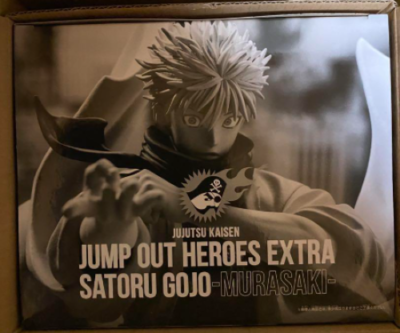 JUJUTSU KAISEN
JUMP OUT HEROES EXTRA
SATORU GOJO-MURASAKI-